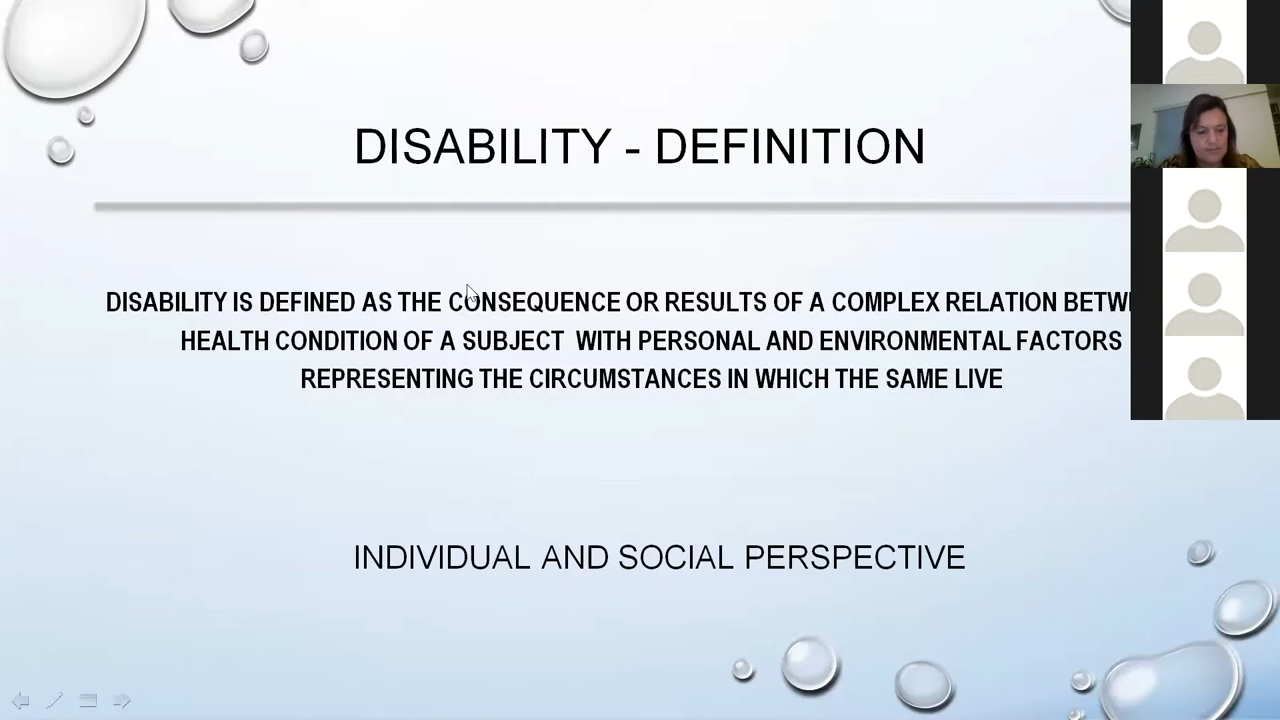 DISABILITY - DEFINITION
DISABILITY IS DEFINED AS THE CONSEQUENCE OR RESULTS OF A COMPLEX RELATION
HEALTH CONDITION OF A SUBJECT WITH PERSONAL AND ENVIRONMENTAL FACTORS
REPRESENTING THE CIRCUMSTANCES IN WHICH THE SAME LIVE
INDIVIDUAL AND SOCIAL PERSPECTIVE